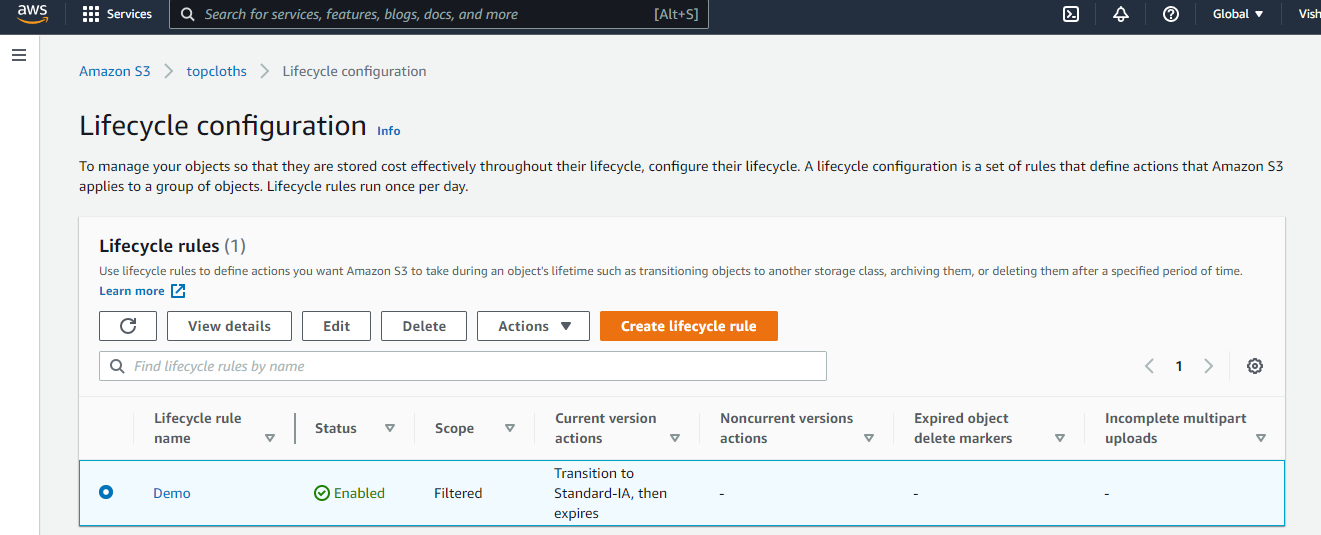 aws Services Search for services, features, blogs, docs, and more [Alt+S] Global Vish
Amazon S3 topcloths Lifecycle configuration
Lifecycle configuration Info
To manage your objects so that they are stored cost effectively throughout their lifecycle, configure their lifecycle. A lifecycle configuration is a set of rules that define actions that Amazon S3
applies to a group of objects. Lifecycle rules run once per day.
Lifecycle rules (1)
Use lifecycle rules to define actions you want Amazon S3 to take during an object's lifetime such as transitioning objects to another storage class, archiving them, or deleting them after a specified period of time.
Learn more
View details Edit Delete Actions Create lifecycle rule
Find lifecycle rules by name 1
Lifecycle rule name Status Scope Current version actions Noncurrent versions actions Expired object delete markers Incomplete multipart uploads
Demo Enabled Filtered Transition to Standard-IA, then expires - - -